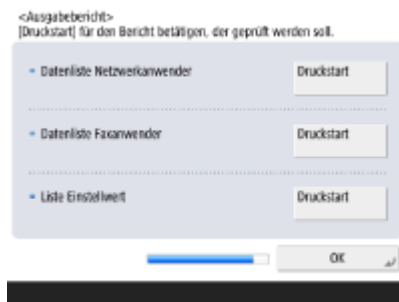 <Ausgabebericht>
[Druckstart] für den Bericht betätigen, der geprüft werden soll.
Datenliste Netzwerkanwender
Druckstart
Datenliste Faxanwender
Druckstart
Liste Einstellwert
Druckstart
OK